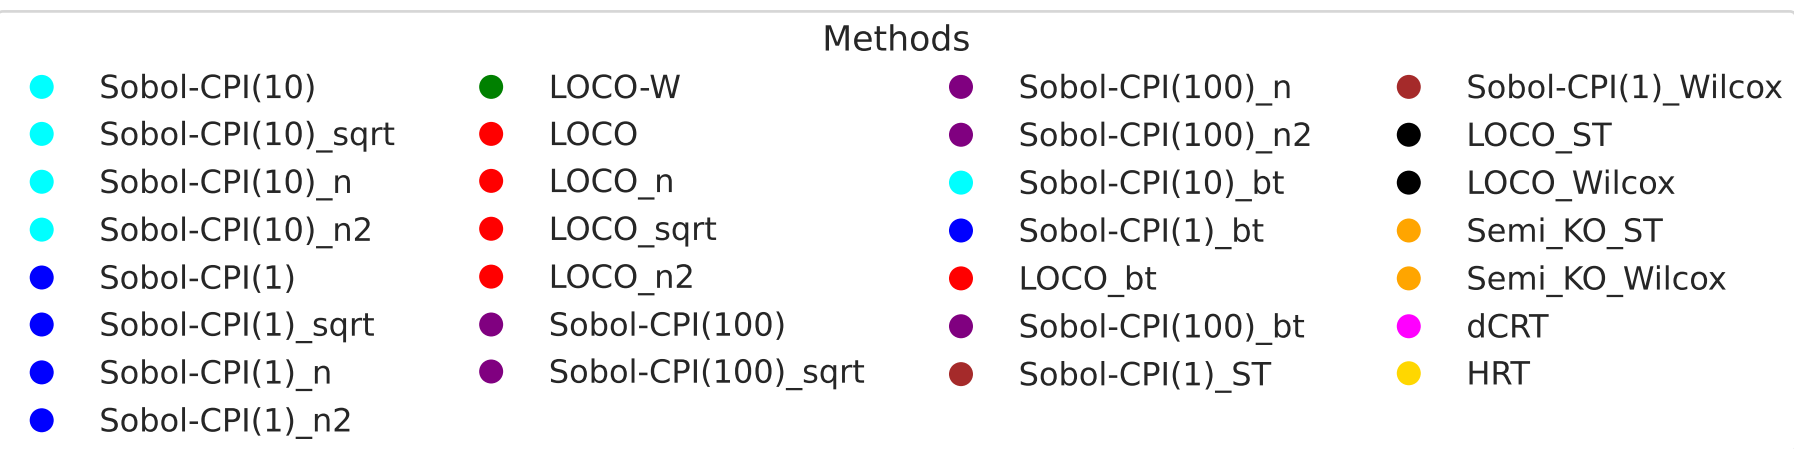 Methods
Sobol-CPI(10)
Sobol-CPI(10)_sqrt
Sobol-CPI(10)_n
Sobol-CPI(10)_n2
Sobol-CPI(1)
Sobol-CPI(1)_sqrt
Sobol-CPI(1)_n
Sobol-CPI(1)_n2
LOCO-W
LOCO
LOCO_n
LOCO_sqrt
LOCO_n2
Sobol-CPI(100)
Sobol-CPI(100)_sqrt
Sobol-CPI(100)_n
Sobol-CPI(100)_n2
Sobol-CPI(10)_bt
Sobol-CPI(1)_bt
LOCO_bt
Sobol-CPI(100)_bt
Sobol-CPI(1)_ST
Sobol-CPI(1)_Wilcox
LOCO_ST
LOCO_Wilcox
Semi_KO_ST
Semi_KO_Wilcox
dCRT
HRT